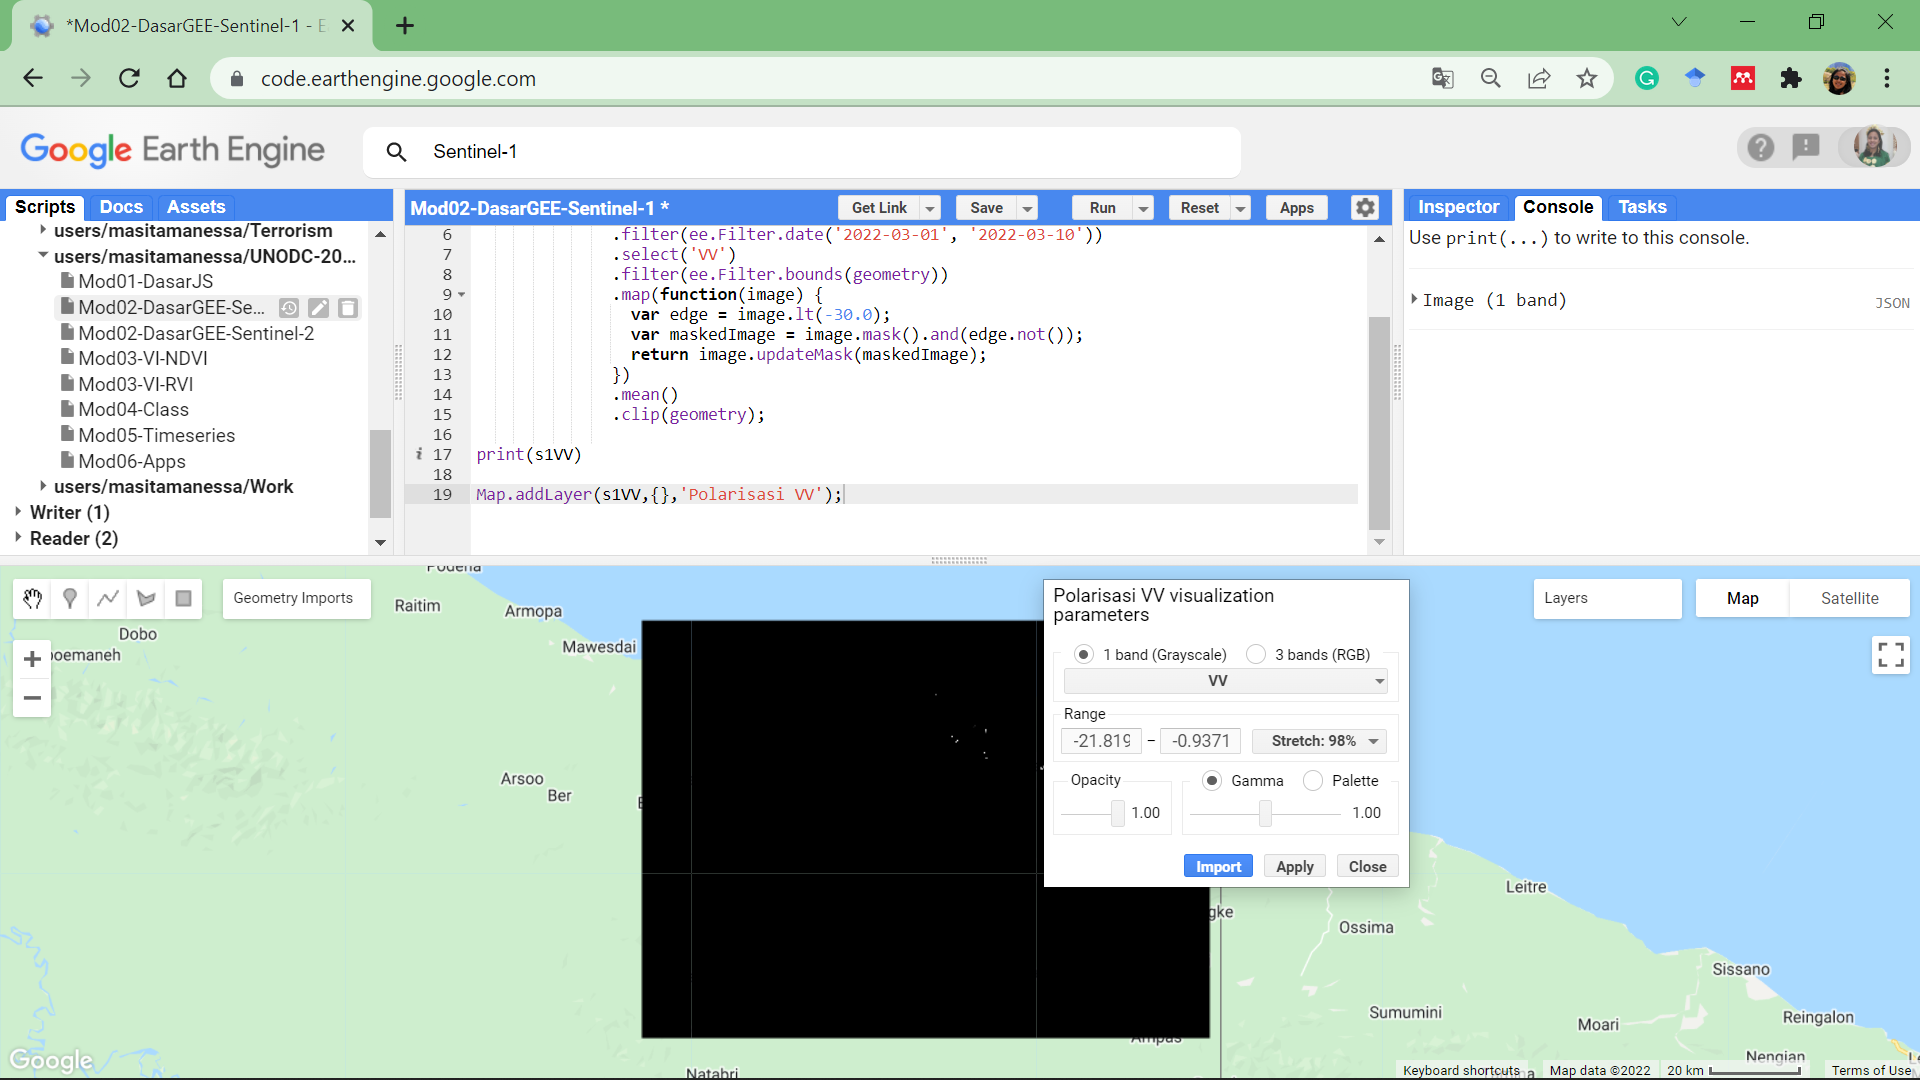 *Mod02-DasarGEE-Sentinel-1 - E
code.earthengine.google.com
Google Earth Engine
Sentinel-1
Scripts
Docs
Assets
users/masitamanessa/Terrorism
users/masitamanessa/UNODC-20...
Mod01-DasarJS
Mod02-DasarGEE-Se...
Mod02-DasarGEE-Sentinel-2
Mod03-VI-NDVI
Mod03-VI-RVI
Mod04-Class
Mod05-Timeseries
Mod06-Apps
users/masitamanessa/Work
Writer (1)
Reader (2)
Mod02-DasarGEE-Sentinel-1 *
Get Link
Save
Run
Reset
Apps
6 .filter(ee.Filter.date('2022-03-01', '2022-03-10'))
7 .select('VV')
8 .filter(ee.Filter.bounds(geometry))
9 .map(function(image) {
10 var edge = image.lt(-30.0);
11 var maskedImage = image.mask().and(edge.not());
12 return image.updateMask(maskedImage);
13 })
14 .mean()
15 .clip(geometry);
16
i 17 print(s1VV)
18
19 Map.addLayer(s1VV,{},'Polarisasi VV');
Inspector
Console
Tasks
Use print(...) to write to this console.
Image (1 band)
JSON
Geometry Imports
Podena
Raitim
Armopa
Dobo
Mawesdai
Arsoo
Ber
Polarisasi VV visualization
parameters
1 band (Grayscale)
3 bands (RGB)
VV
Range
-21.819 – -0.9371
Stretch: 98%
Opacity
1.00
Gamma
Palette
1.00
Import
Apply
Close
Layers
Map
Satellite
Leitre
Ossima
Sissano
Sumumini
Moari
Reingalon
Nengian
Ampas
Natabri
Google
Keyboard shortcuts
Map data ©2022
20 km
Terms of Use